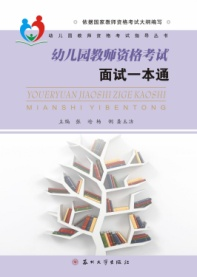 依据国家教师资格考试大纲编写
幼儿园教师资格考试指导丛书
幼儿园教师资格考试
面试一本通
YOUERYUAN JIAOSHI ZIGE KAOSHI
MIANSHI YIBENTONG
主编
苏州大学出版社